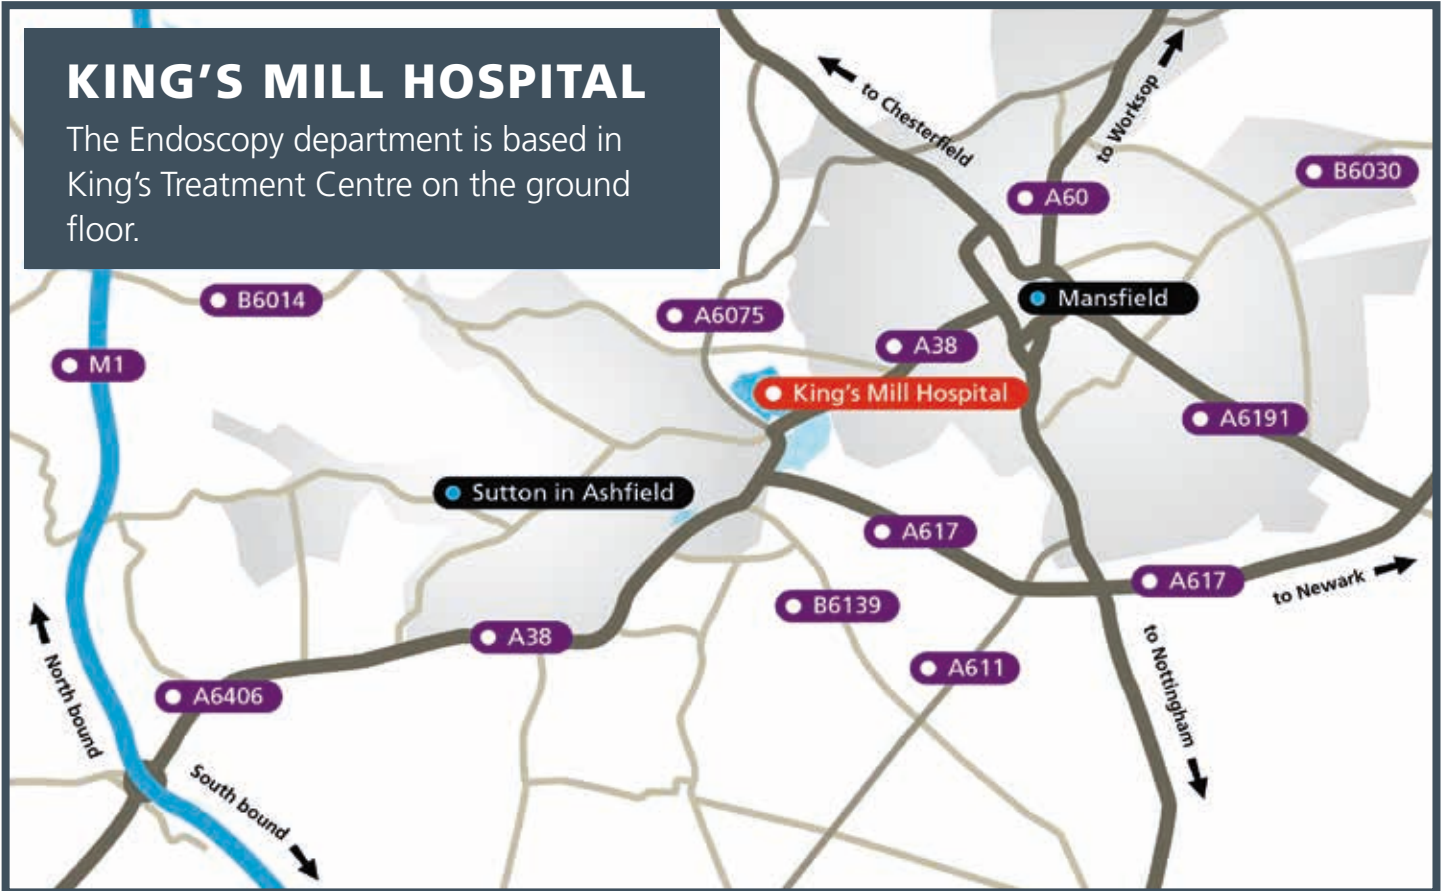 KING'S MILL HOSPITAL
The Endoscopy department is based in
King's Treatment Centre on the ground
floor.
to Chesterfield
to Worksop
B6030
A60
B6014
A6075
Mansfield
M1
A38
King's Mill Hospital
A6191
Sutton in Ashfield
A617
A617
to Newark
B6139
A38
A611
North bound
A6406
to Nottingham
South bound